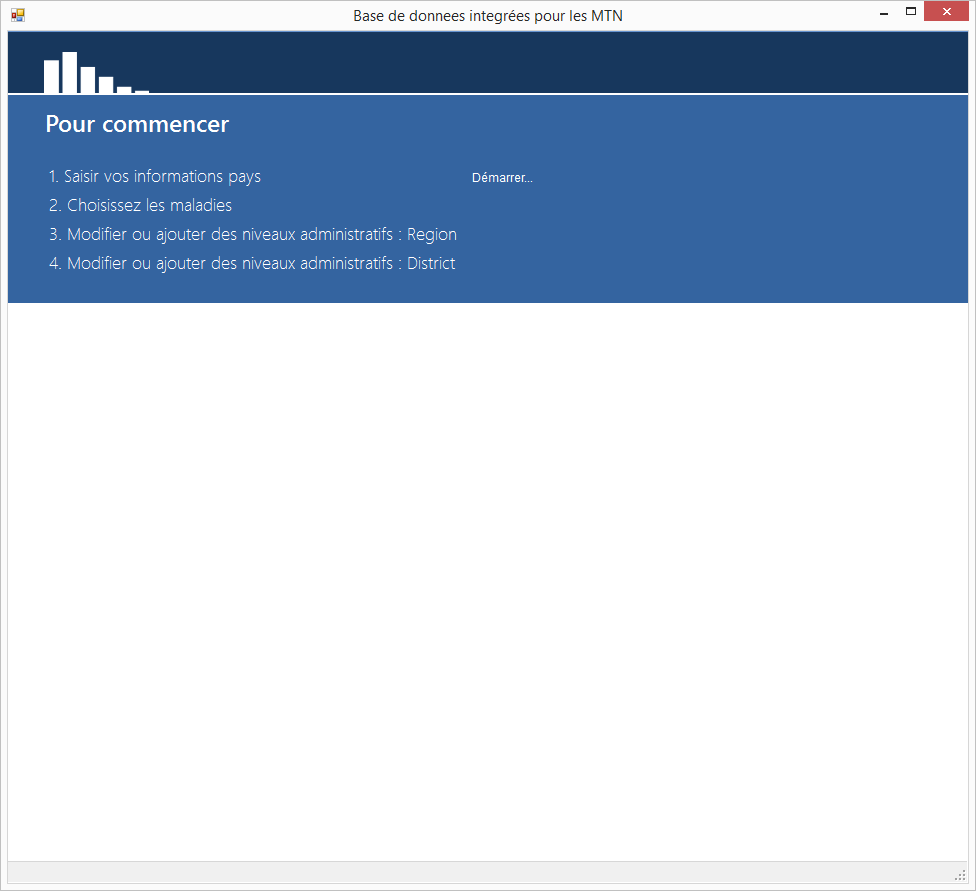 Base de donnees integrées pour les MTN
Pour commencer
1. Saisir vos informations pays
Démarrer...
2. Choisissez les maladies
3. Modifier ou ajouter des niveaux administratifs : Region
4. Modifier ou ajouter des niveaux administratifs : District